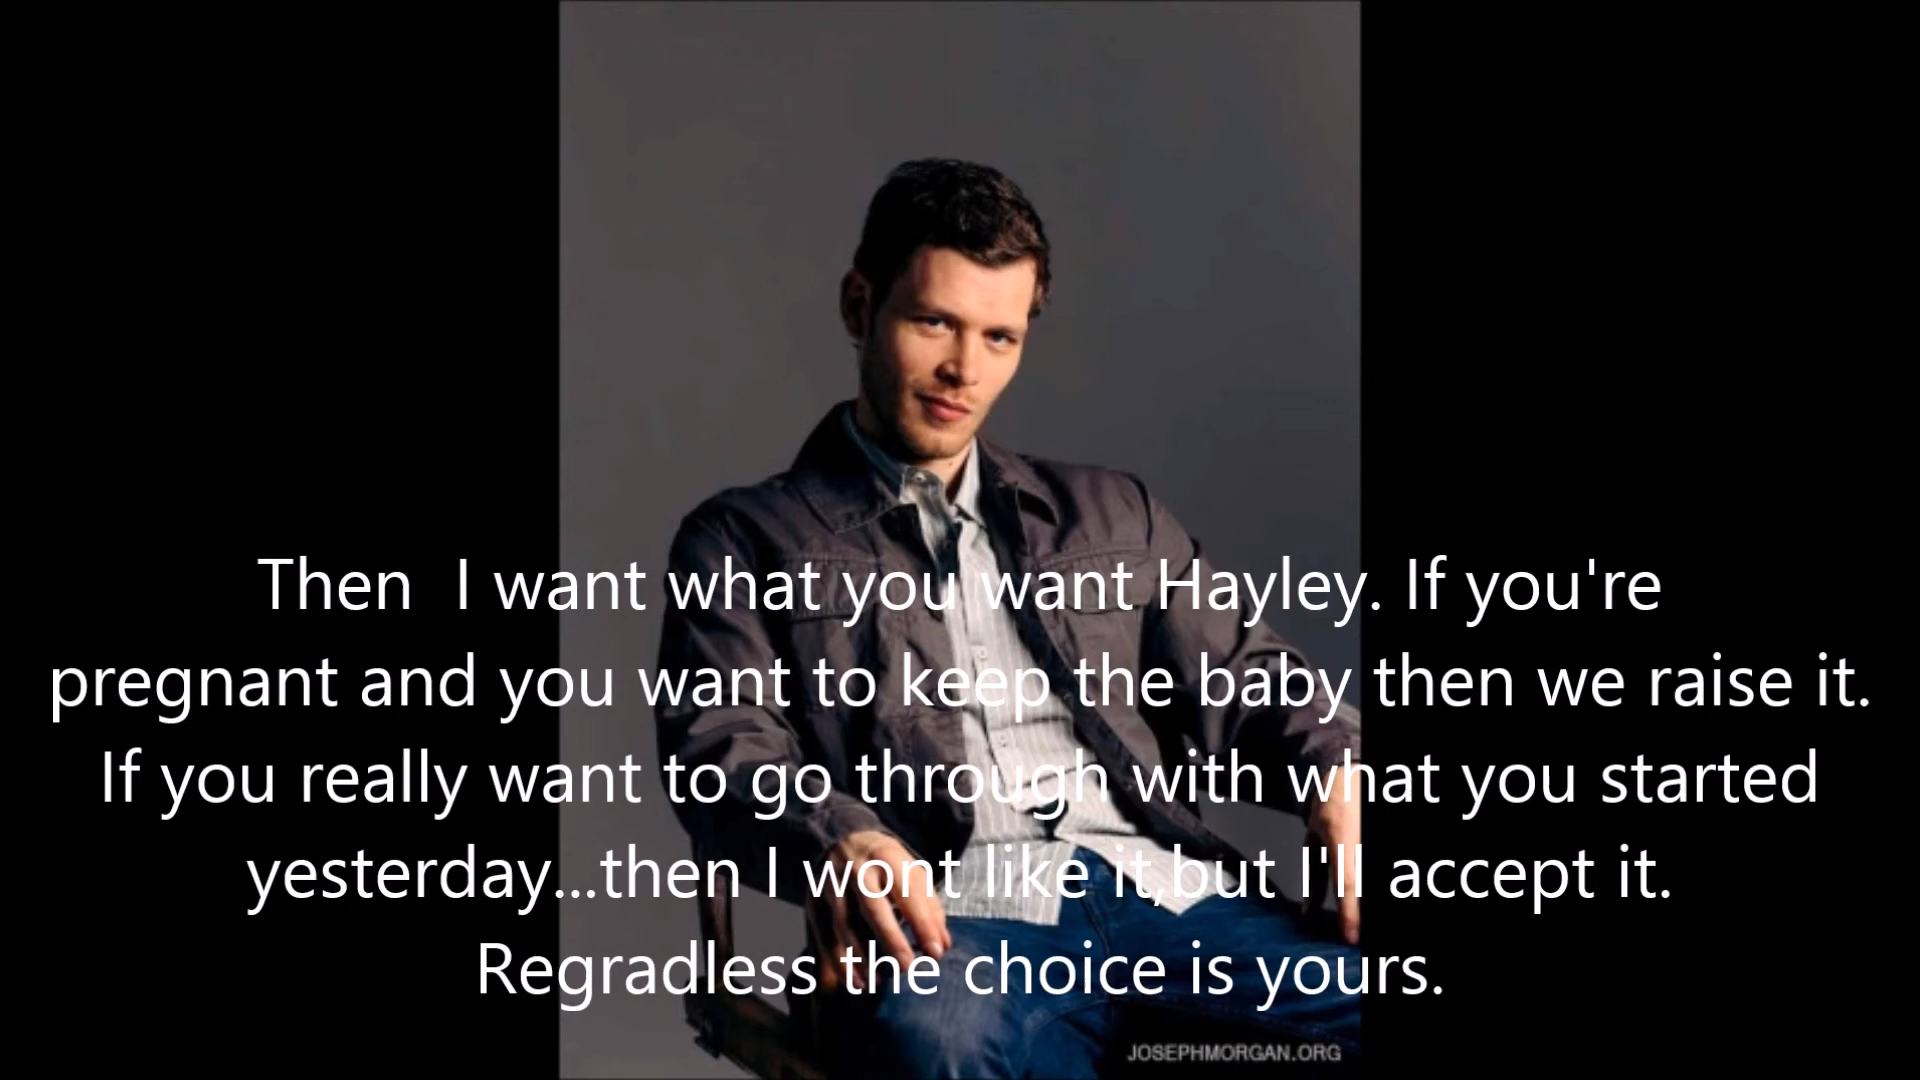 Then  I want what you want Hayley. If you're
pregnant and you want to keep the baby then we raise it.
If you really want to go through with what you started
yesterday...then I wont like it,but I'll accept it.
Regradless the choice is yours.
JOSEPHMORGAN.ORG